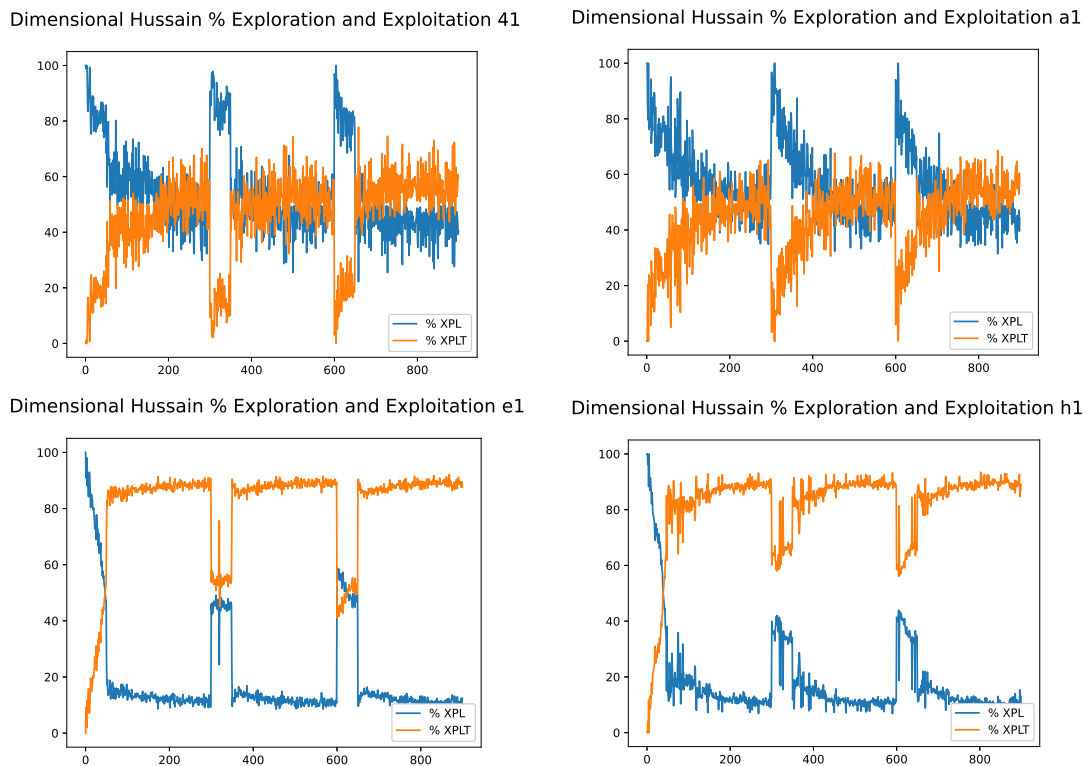 Dimensional Hussain % Exploration and Exploitation 41
100
80
60
40
20
0
0 200 400 600 800
% XPL
% XPLT
Dimensional Hussain % Exploration and Exploitation a1
100
80
60
40
20
0
0 200 400 600 800
% XPL
% XPLT
Dimensional Hussain % Exploration and Exploitation e1
100
80
60
40
20
0
0 200 400 600 800
% XPL
% XPLT
Dimensional Hussain % Exploration and Exploitation h1
100
80
60
40
20
0
0 200 400 600 800
% XPL
% XPLT